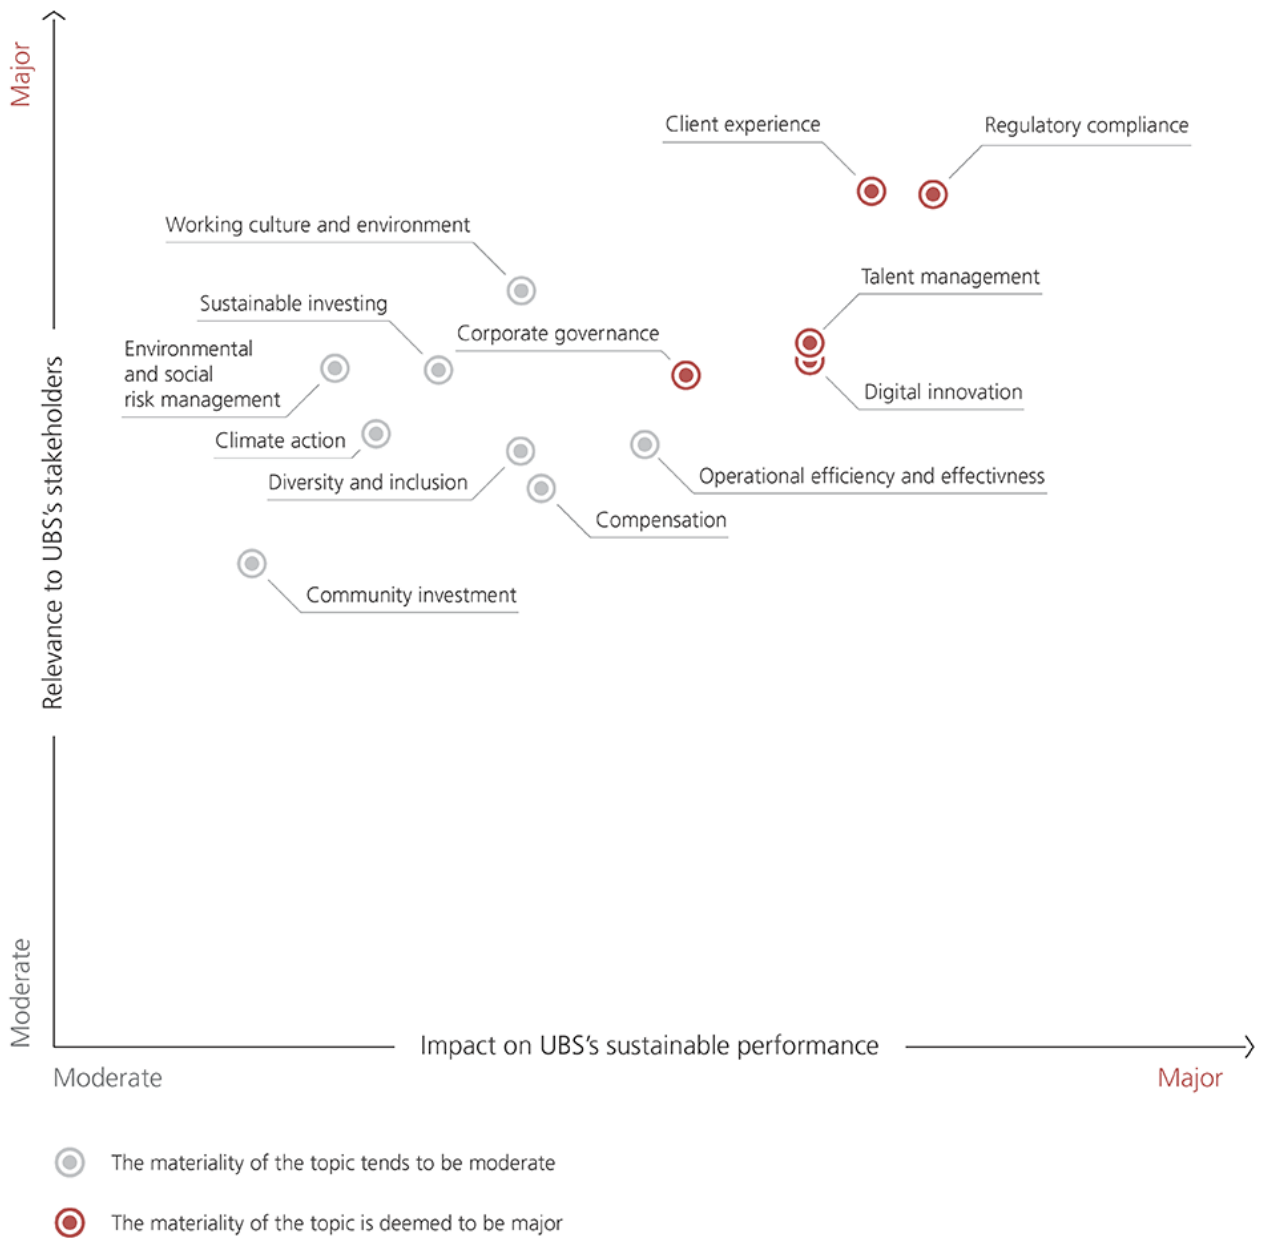 Major
Client experience
Regulatory compliance
Working culture and environment
Talent management
Sustainable investing
Corporate governance
Environmental
and social
risk management
Digital innovation
Climate action
Diversity and inclusion
Operational efficiency and effectivness
Compensation
Community investment
Relevance to UBS's stakeholders
Moderate
Impact on UBS's sustainable performance
Moderate
Major
The materiality of the topic tends to be moderate
The materiality of the topic is deemed to be major